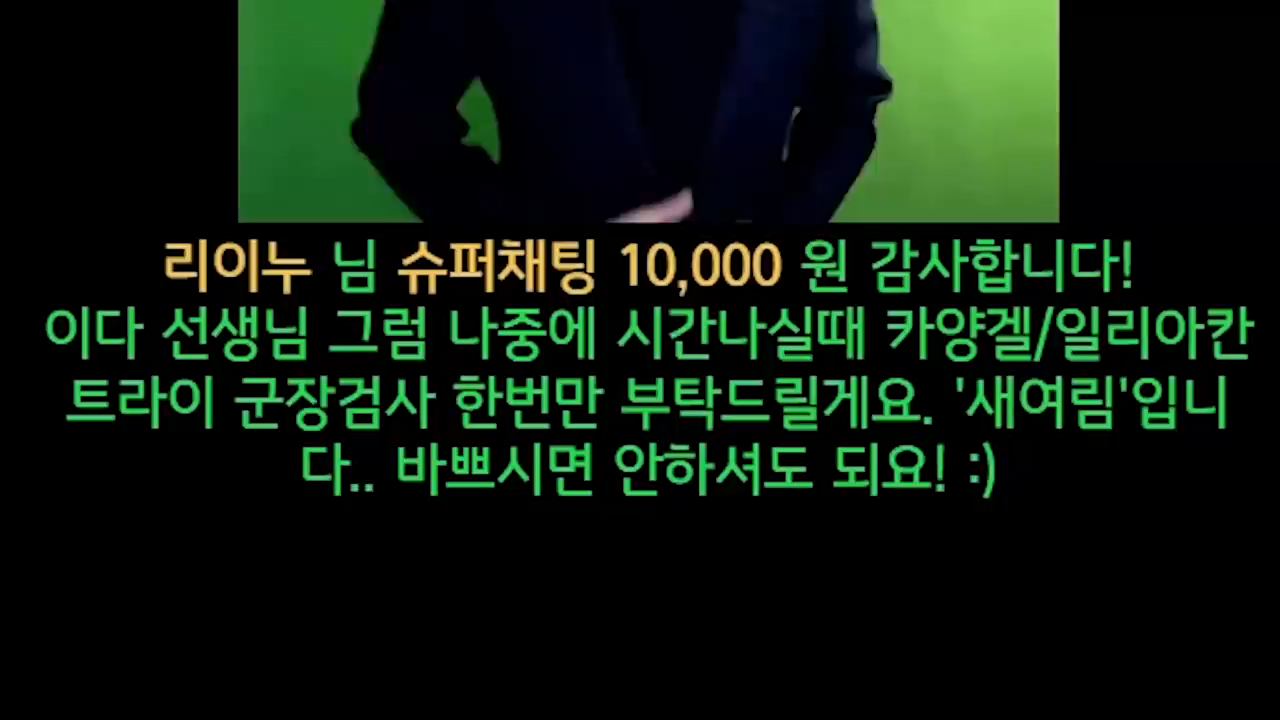 리이누 님 슈퍼채팅 10,000 원 감사합니다!
이다 선생님 그럼 나중에 시간나실때 카양겔/일리아칸
트라이 군장검사 한번만 부탁드릴게요. '새여림'입니
다.. 바쁘시면 안하셔도 되요! :)